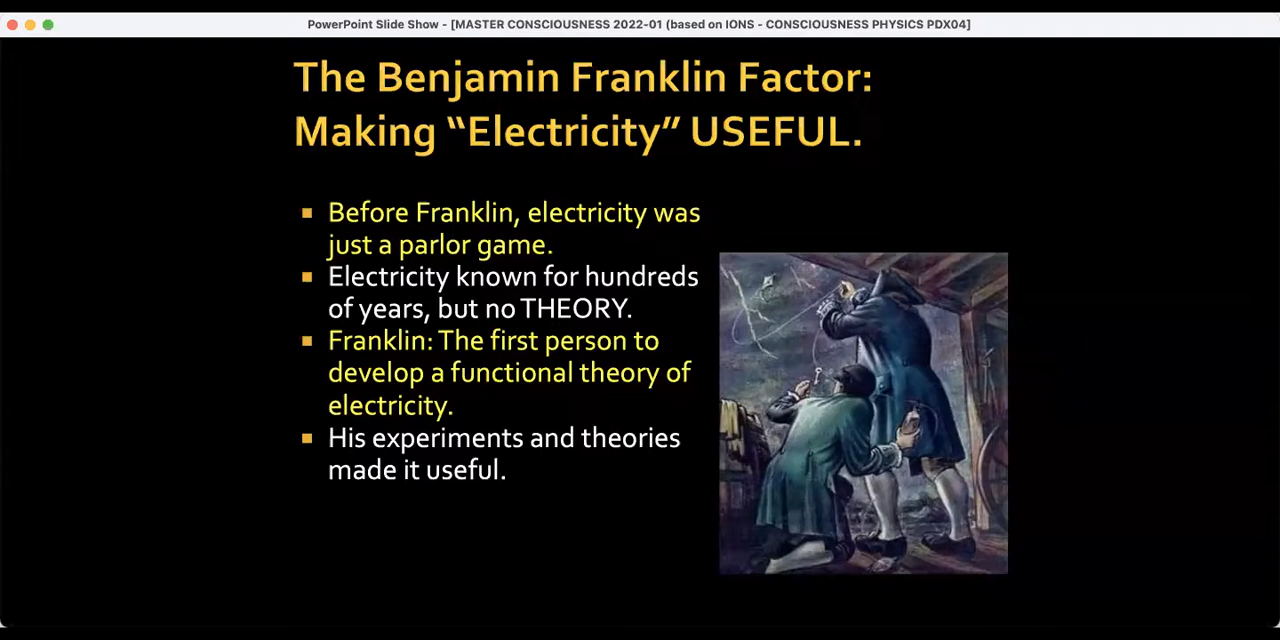 PowerPoint Slide Show - [MASTER CONSCIOUSNESS 2022-01 (based on IONS - CONSCIOUSNESS PHYSICS PDX04]
The Benjamin Franklin Factor:
Making “Electricity” USEFUL.
Before Franklin, electricity was
just a parlor game.
Electricity known for hundreds
of years, but no THEORY.
Franklin: The first person to
develop a functional theory of
electricity.
His experiments and theories
made it useful.